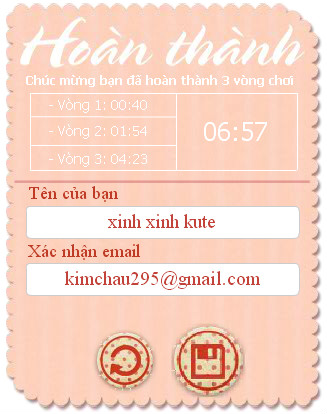 Hoàn thành
Chúc mừng bạn đã hoàn thành 3 vòng chơi
- Vòng 1: 00:40
- Vòng 2: 01:54
- Vòng 3: 04:23
06:57
Tên của bạn
xinh xinh kute
Xác nhận email
kimchau295@gmail.com